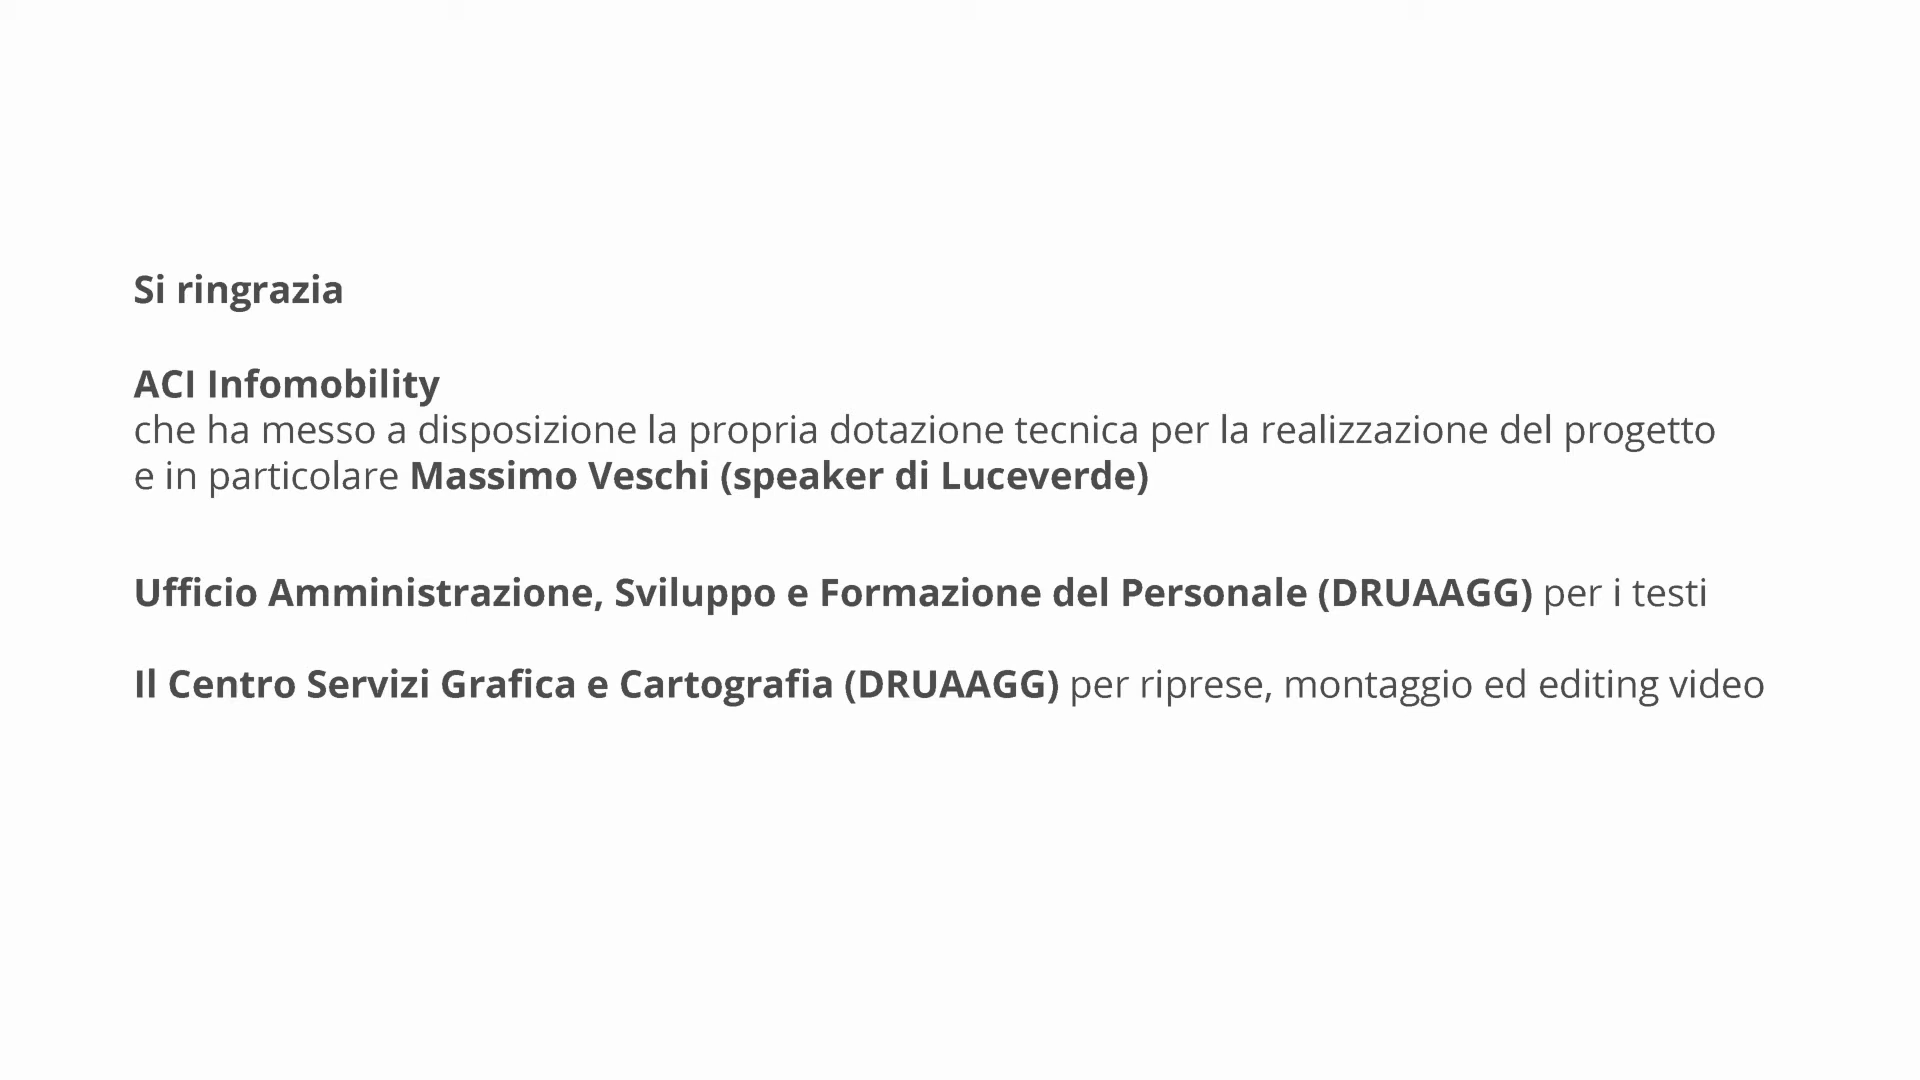 Si ringrazia
ACI Infomobility
che ha messo a disposizione la propria dotazione tecnica per la realizzazione del progetto
e in particolare Massimo Veschi (speaker di Luceverde)
Ufficio Amministrazione, Sviluppo e Formazione del Personale (DRUAAGG) per i testi
Il Centro Servizi Grafica e Cartografia (DRUAAGG) per riprese, montaggio ed editing video